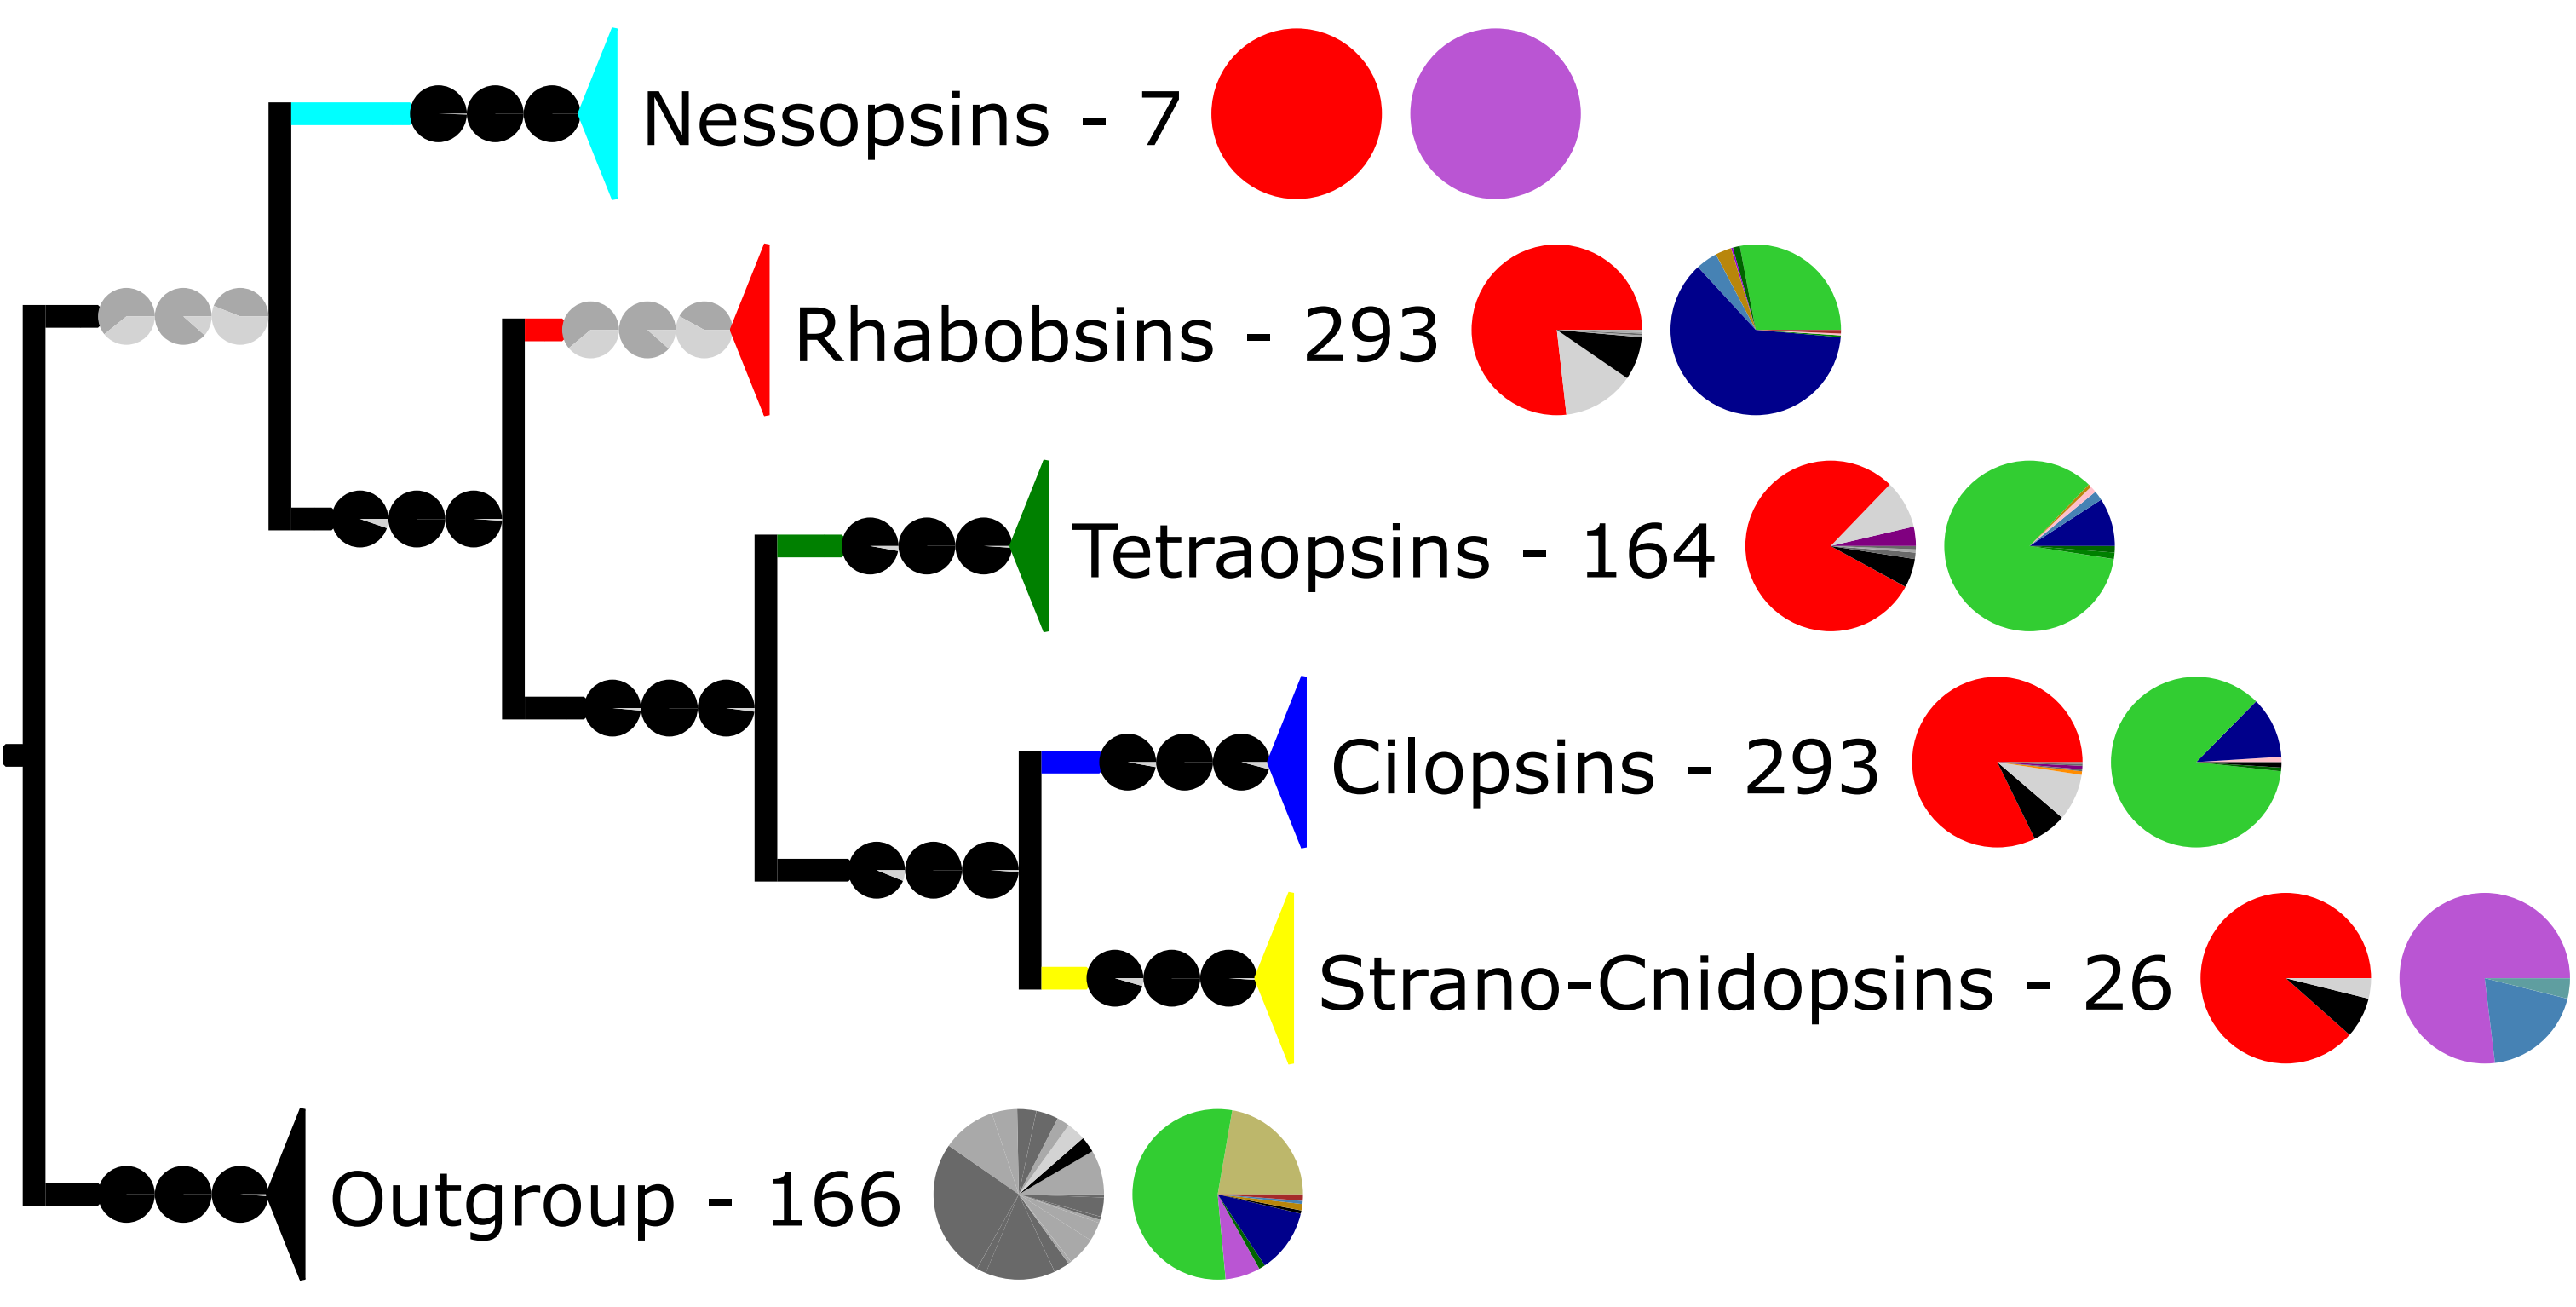 Nessopsins - 7
Rhabobsins - 293
Tetraopsins - 164
Cilopsins - 293
Strano-Cnidopsins - 26
Outgroup - 166